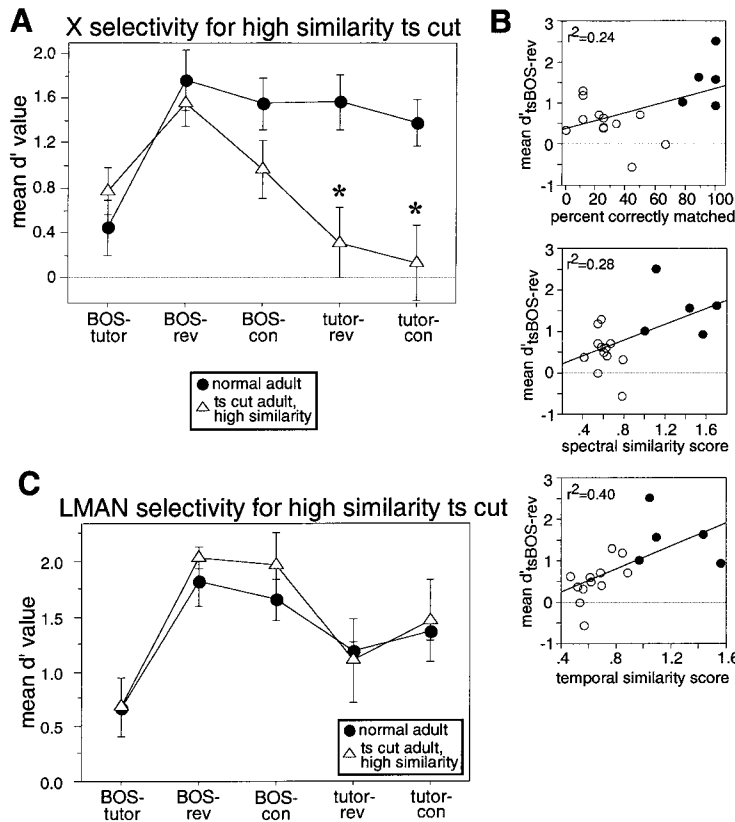 A
X selectivity for high similarity ts cut
mean d' value
2.0
1.6
1.2
0.8
0.4
0
*
*
BOS-tutor
BOS-rev
BOS-con
tutor-rev
tutor-con
normal adult
ts cut adult,
high similarity
B
r2=0.24
mean d'tsBOS-rev
3
2
1
0
-1
0 20 40 60 80 100
percent correctly matched
r2=0.28
mean d'tsBOS-rev
3
2
1
0
-1
.4 .8 1.2 1.6
spectral similarity score
r2=0.40
mean d'tsBOS-rev
3
2
1
0
-1
.4 .8 1.2 1.6
temporal similarity score
C
LMAN selectivity for high similarity ts cut
mean d' value
2.0
1.5
1.0
0.5
0.0
normal adult
ts cut adult,
high similarity
BOS-tutor
BOS-rev
BOS-con
tutor-rev
tutor-con